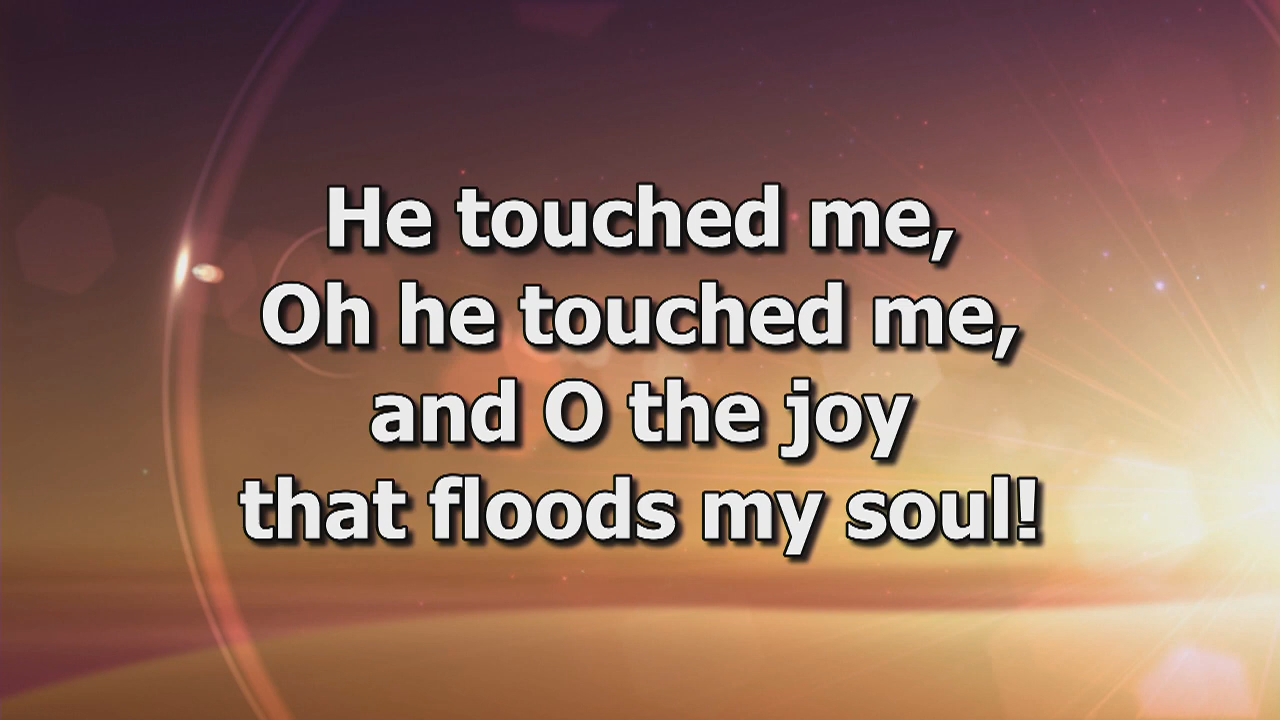 He touched me,
Oh he touched me,
and O the joy
that floods my soul!